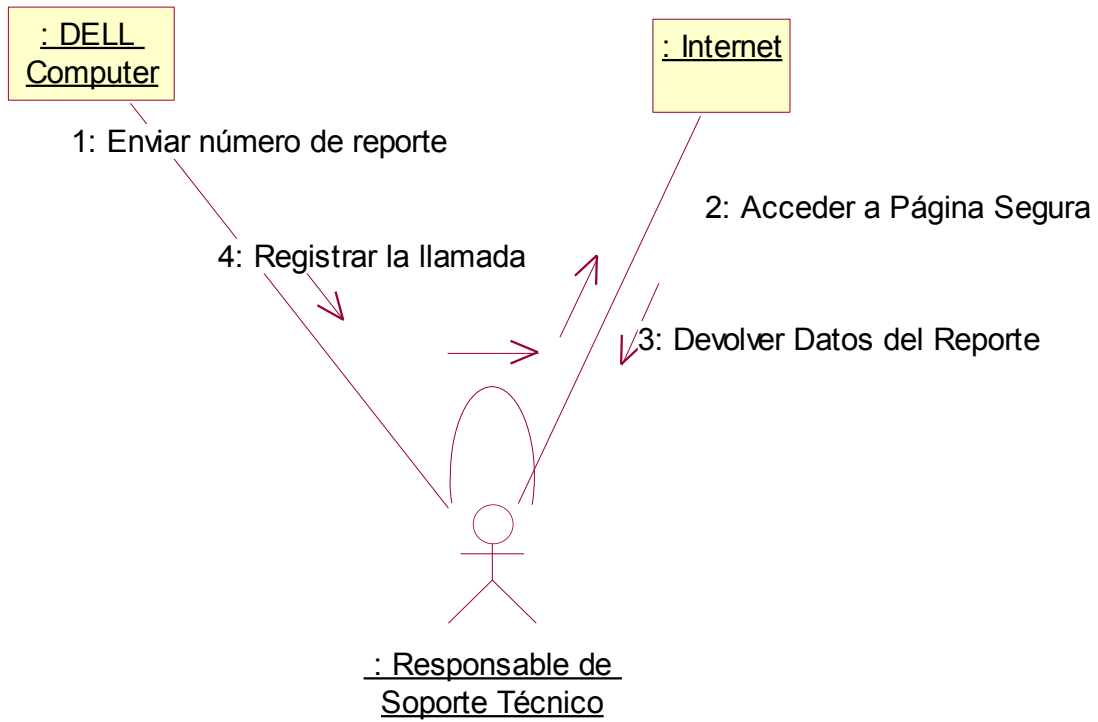 : DELL
Computer
: Internet
1: Enviar número de reporte
2: Acceder a Página Segura
4: Registrar la llamada
3: Devolver Datos del Reporte
: Responsable de
Soporte Técnico